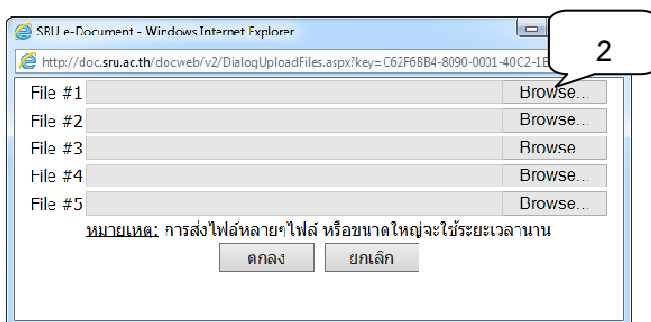 SRU e-Document - Windows Internet Explorer
2
http://doc.sru.ac.th/docweb/v2/DialogUploadFiles.aspx?key=C62F6BB4-8090-0001-40C2-1E
File #1 Browse...
File #2 Browse...
File #3 Browse
File #4 Browse...
File #5 Browse...
หมายเหตุ: การส่งไฟล์หลายๆไฟล์ หรือขนาดใหญ่จะใช้ระยะเวลานาน
ตกลง ยกเลิก